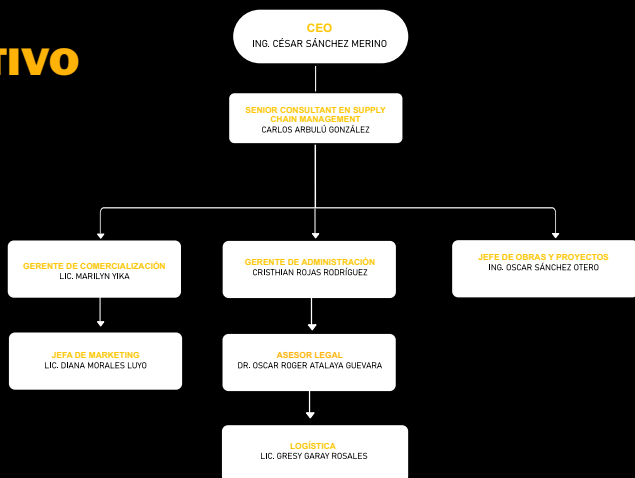 CEO
ING. CÉSAR SÁNCHEZ MERINO
TIVO
SENIOR CONSULTANT EN SUPPLY
CHAIN MANAGEMENT
CARLOS ARBULÚ GONZÁLEZ
GERENTE DE COMERCIALIZACIÓN
LIC. MARILYN YIKA
GERENTE DE ADMINISTRACIÓN
CRISTHIAN ROJAS RODRÍGUEZ
JEFE DE OBRAS Y PROYECTOS
ING. OSCAR SÁNCHEZ OTERO
JEFA DE MARKETING
LIC. DIANA MORALES LUYO
ASESOR LEGAL
DR. OSCAR ROGER ATALAYA GUEVARA
LOGÍSTICA
LIC. GRESY GARAY ROSALES